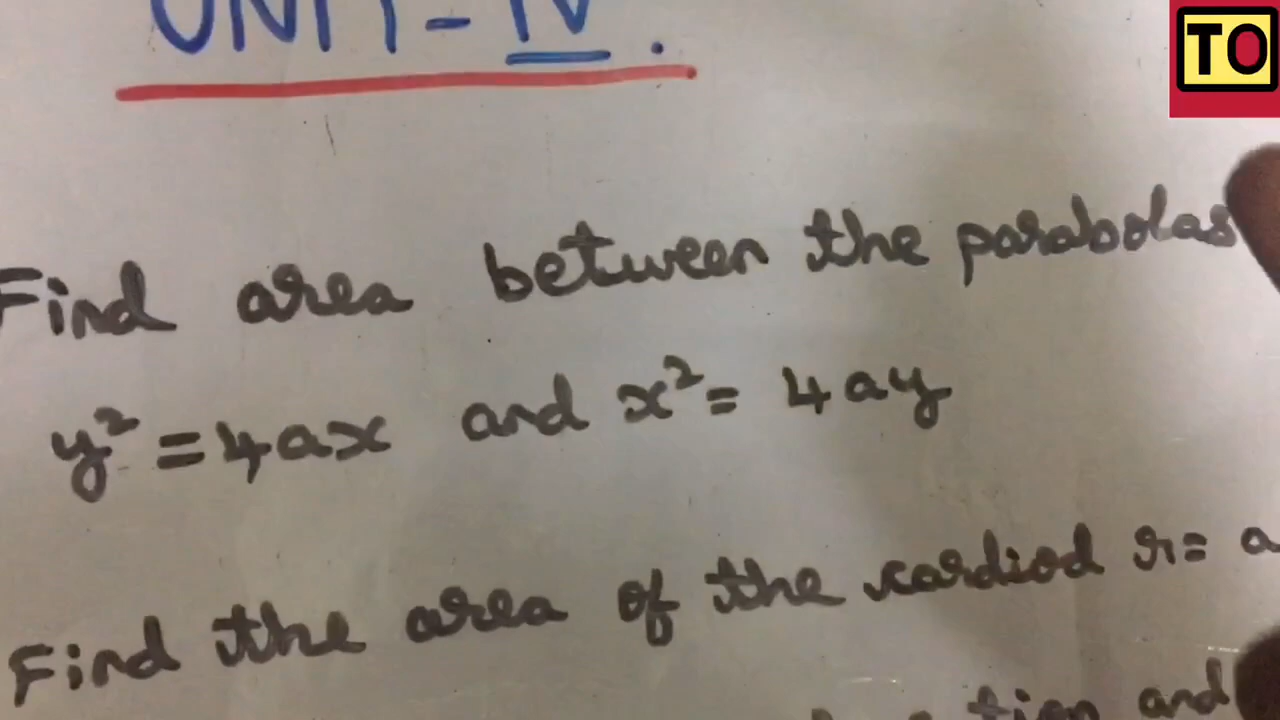 UNIT-IV.
TO
Find area between the parabolas
y² = 4ax and x² = 4ay
Find the area of the cardiod r = a
and